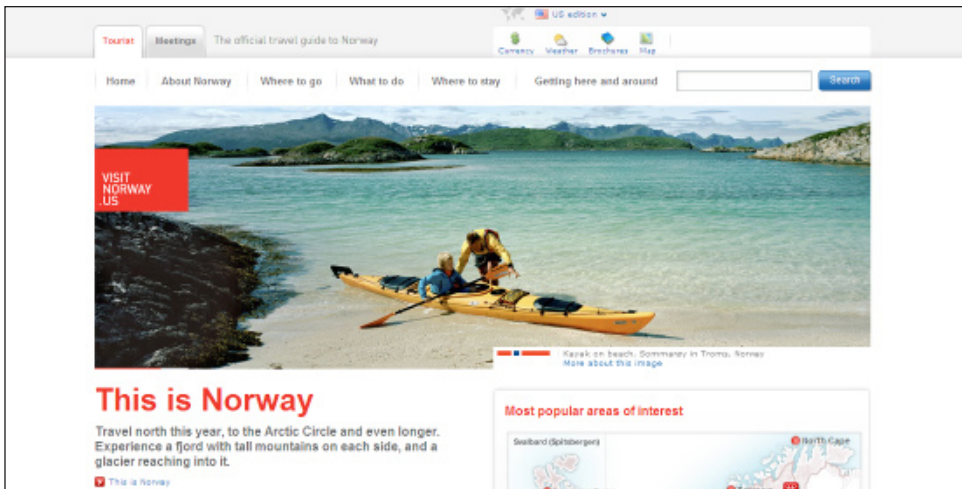 US edition
Tourist
Meetings
The official travel guide to Norway
Currency
Weather
Brochures
Map
Home
About Norway
Where to go
What to do
Where to stay
Getting here and around
Search
VISIT
NORWAY
.US
Kayak on beach. Sommarøy in Troms, Norway
More about this image
This is Norway
Travel north this year, to the Arctic Circle and even longer.
Experience a fjord with tall mountains on each side, and a
glacier reaching into it.
This is Norway
Most popular areas of interest
Svalbard (Spitsbergen)
North Cape